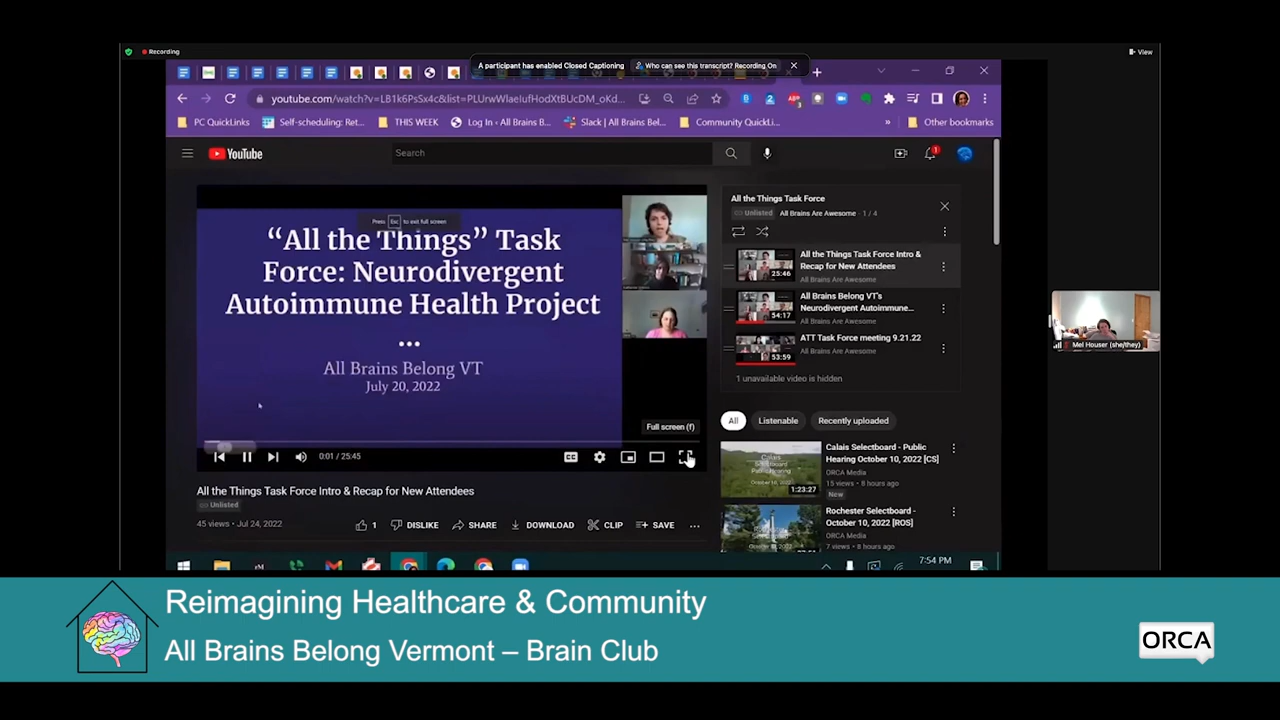 Recording
A participant has enabled Closed Captioning
Who can see this transcript? Recording On
View
youtube.com/watch?v=LB1k6PsSx4c&list=PLUrwWlaeIufHodXtBUcDM_oKd...
PC QuickLinks
Self-scheduling: Ret...
THIS WEEK
Log In ‹ All Brains B...
Slack | All Brains Bel...
Community QuickLi...
»
Other bookmarks
YouTube
Search
Press Esc to exit full screen
“All the Things” Task
Force: Neurodivergent
Autoimmune Health Project
All Brains Belong VT
July 20, 2022
Full screen (f)
0:01 / 25:45
All the Things Task Force
Unlisted
All Brains Are Awesome - 1 / 4
25:46
All the Things Task Force Intro &
Recap for New Attendees
All Brains Are Awesome
54:17
All Brains Belong VT's
Neurodivergent Autoimmune...
All Brains Are Awesome
53:59
ATT Task Force meeting 9.21.22
All Brains Are Awesome
1 unavailable video is hidden
All
Listenable
Recently uploaded
All the Things Task Force Intro & Recap for New Attendees
Unlisted
45 views • Jul 24, 2022
1
DISLIKE
SHARE
DOWNLOAD
CLIP
SAVE
1:23:27
Calais Selectboard - Public
Hearing October 10, 2022 [CS]
ORCA Media
15 views • 8 hours ago
New
Rochester Selectboard -
October 10, 2022 [ROS]
ORCA Media
7 views • 8 hours ago
7:54 PM
Mel Houser (she/they)
Reimagining Healthcare & Community
All Brains Belong Vermont – Brain Club
ORCA